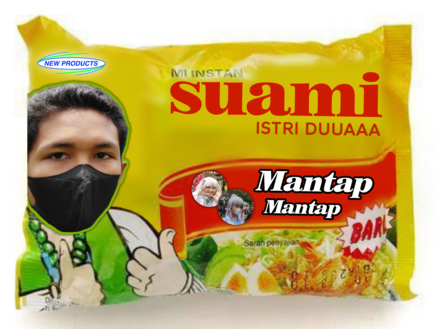 NEW PRODUCTS
MI INSTAN
suami
ISTRI DUUAAA
Mantap
Mantap
BARU
Saran penyajian